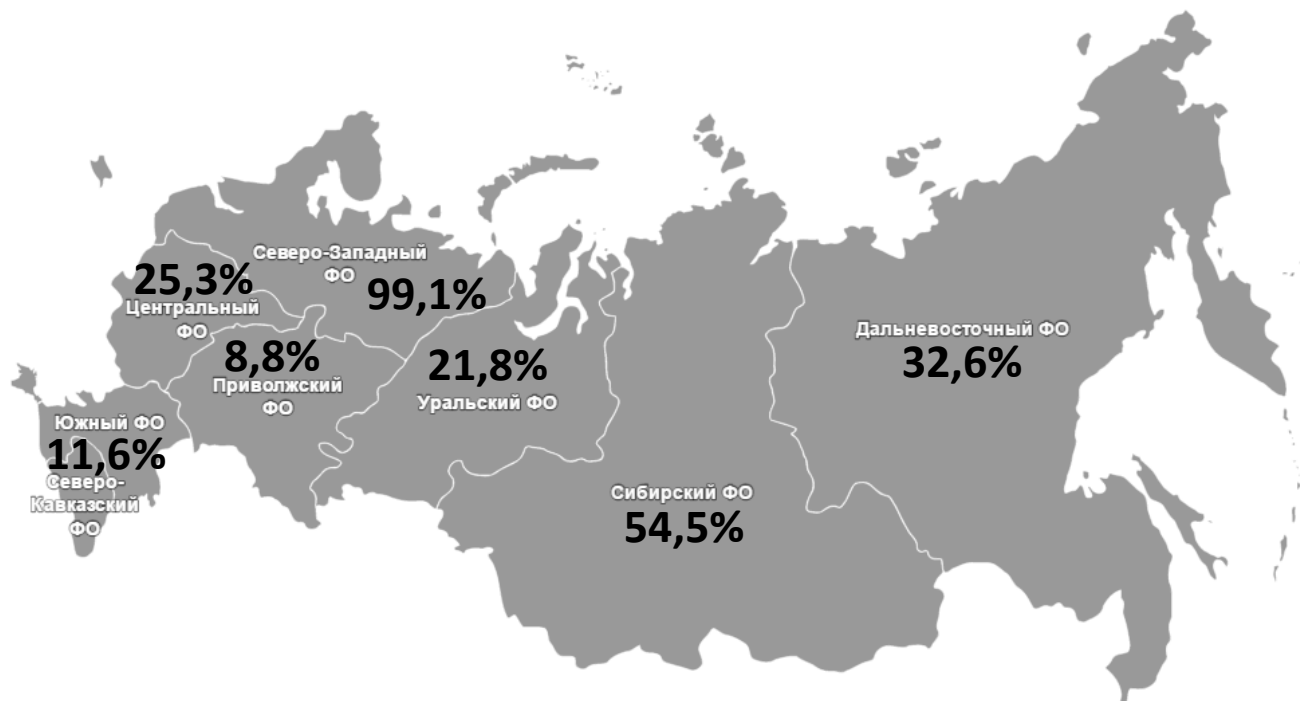 Северо-Западный
ФО
99,1%
25,3%
Центральный
ФО
8,8%
Приволжский
ФО
21,8%
Уральский ФО
Дальневосточный ФО
32,6%
Южный ФО
11,6%
Северо-
Кавказский
ФО
Сибирский ФО
54,5%